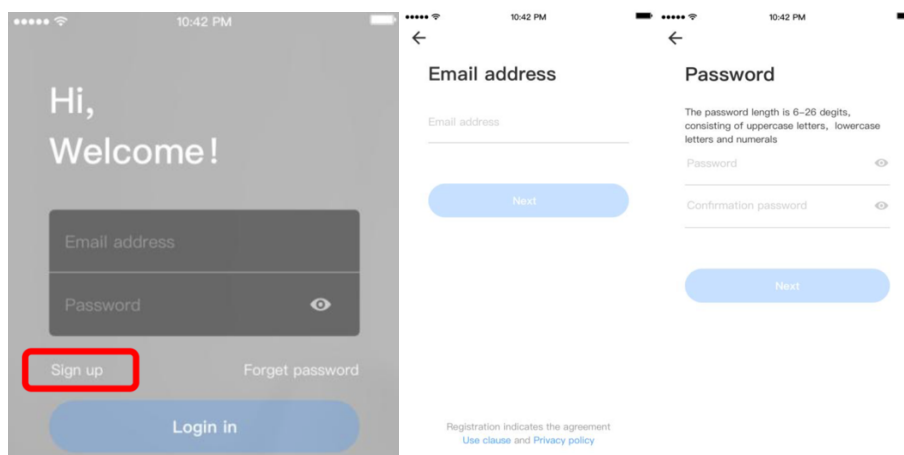 10:42 PM
Hi,
Welcome!
Email address
Password
Sign up
Forget password
Login in
10:42 PM
Email address
Email address
Next
Registration indicates the agreement
Use clause and Privacy policy
10:42 PM
Password
The password length is 6-26 degits,
consisting of uppercase letters, lowercase
letters and numerals
Password
Confirmation password
Next